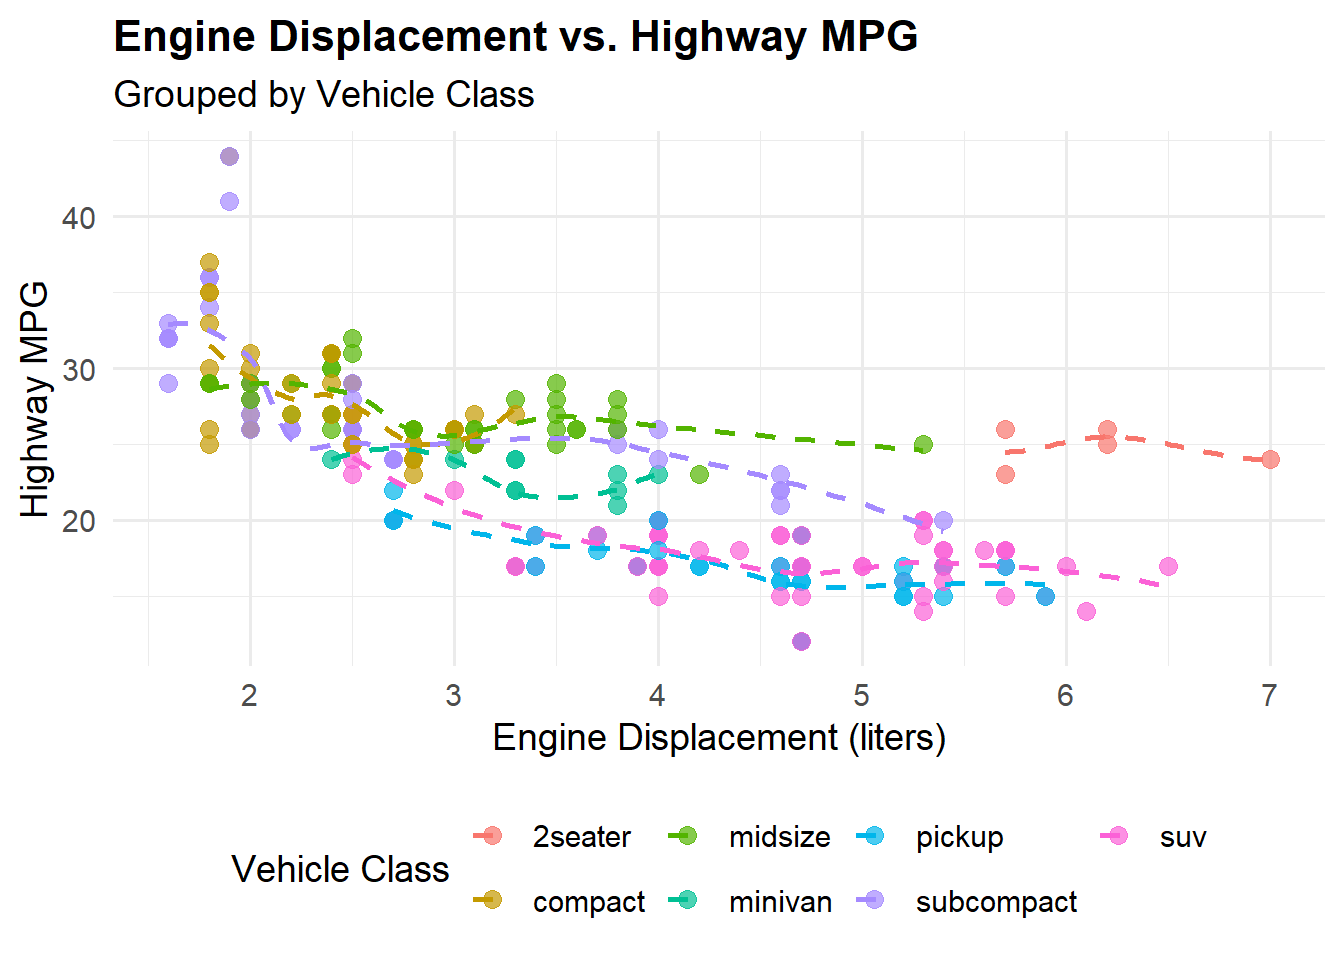 Engine Displacement vs. Highway MPG
Grouped by Vehicle Class
Highway MPG
40
30
20
2 3 4 5 6 7
Engine Displacement (liters)
Vehicle Class
2seater midsize pickup suv
compact minivan subcompact